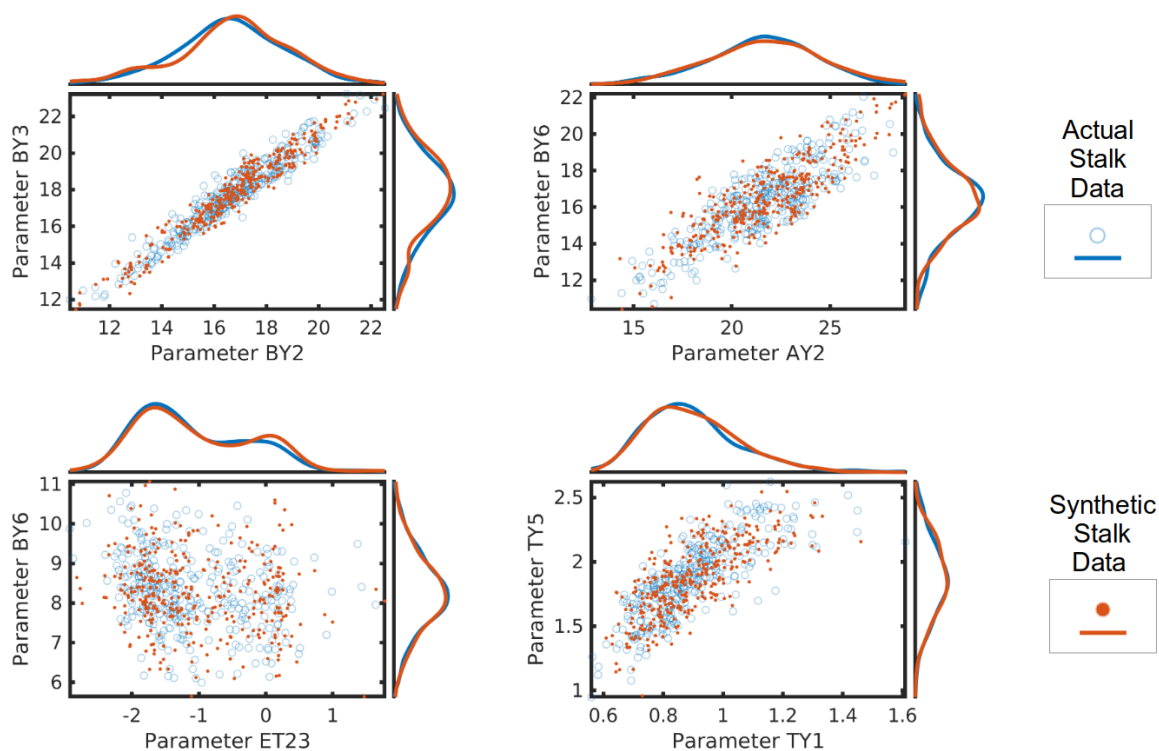 Parameter BY3
22
20
18
16
14
12
12 14 16 18 20 22
Parameter BY2
Parameter BY6
22
20
18
16
14
12
15 20 25
Parameter AY2
Actual
Stalk
Data
Parameter BY6
11
10
9
8
7
6
-2 -1 0 1
Parameter ET23
Parameter TY5
2.5
2
1.5
1
0.6 0.8 1 1.2 1.4 1.6
Parameter TY1
Synthetic
Stalk
Data